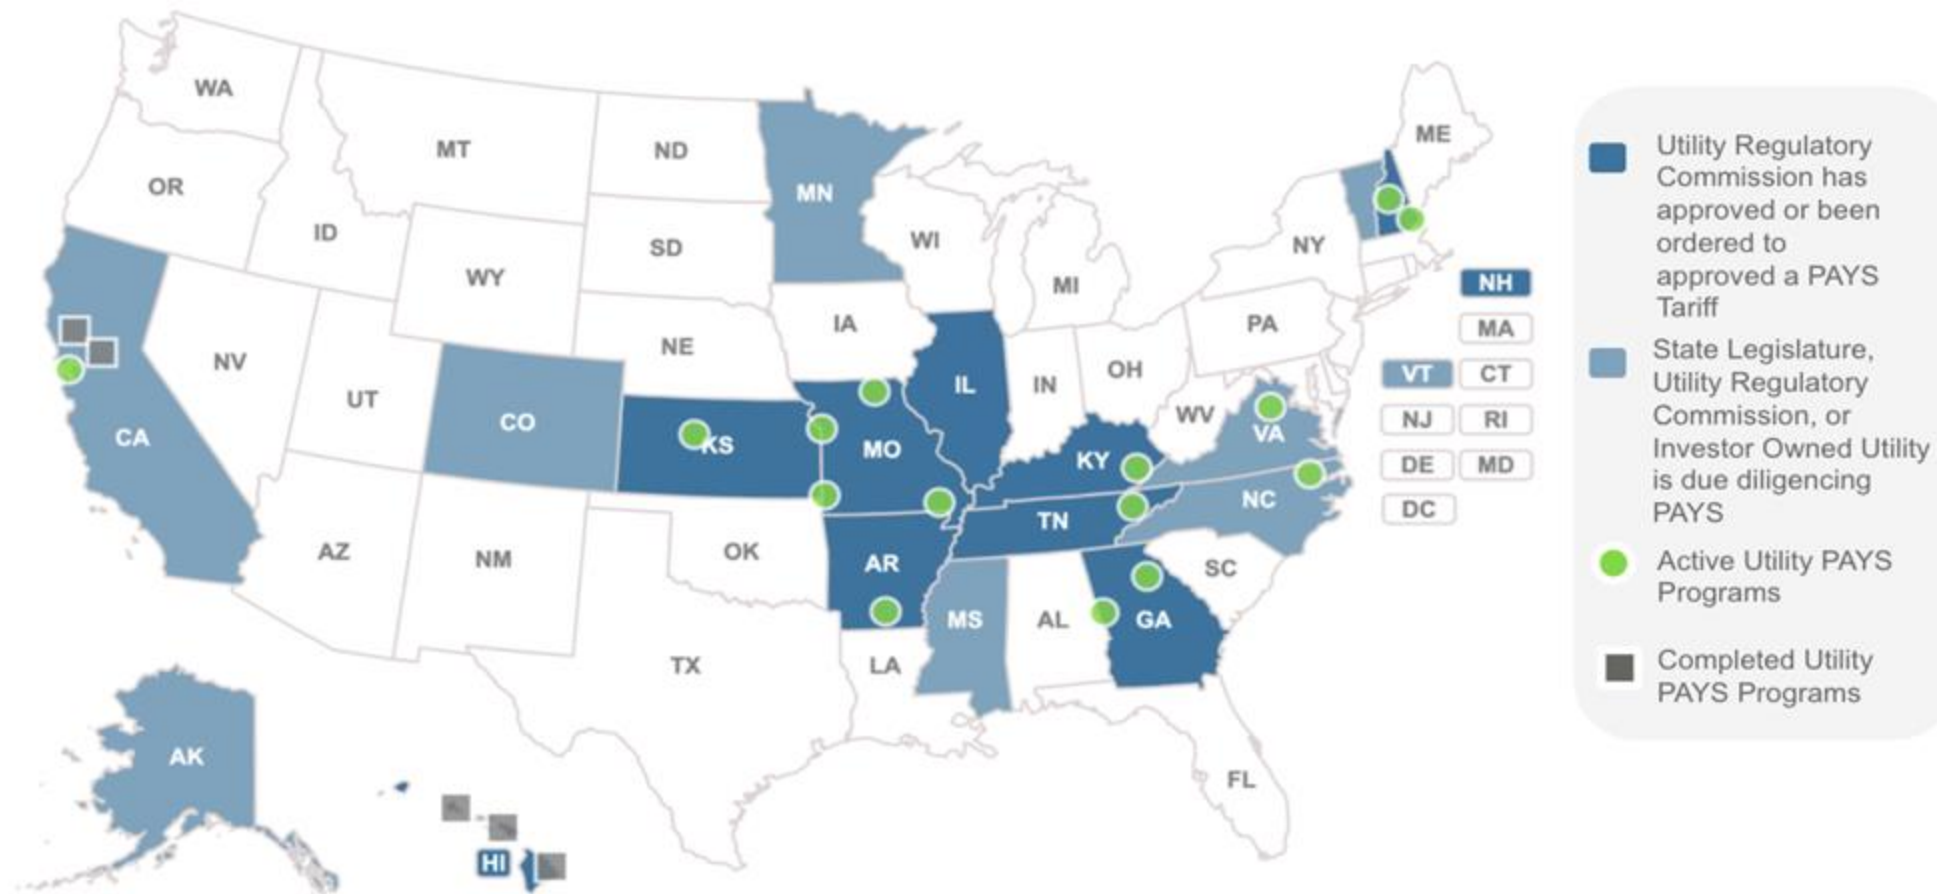 WA
MT
ND
OR
ID
WY
SD
MN
WI
MI
NY
ME
NE
IA
NV
UT
CO
CA
KS
MO
IL
IN
OH
PA
WV
VA
KY
TN
NC
AZ
NM
OK
AR
SC
MS
AL
GA
TX
LA
FL
AK
HI
NH
MA
VT
CT
NJ
RI
DE
MD
DC
Utility Regulatory
Commission has
approved or been
ordered to
approved a PAYS
Tariff
State Legislature,
Utility Regulatory
Commission, or
Investor Owned Utility
is due diligencing
PAYS
Active Utility PAYS
Programs
Completed Utility
PAYS Programs